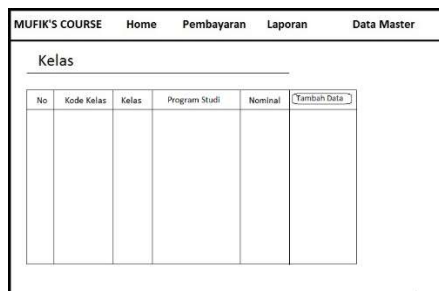 MUFIK'S COURSE Home Pembayaran Laporan Data Master
Kelas
No Kode Kelas Kelas Program Studi Nominal Tambah Data